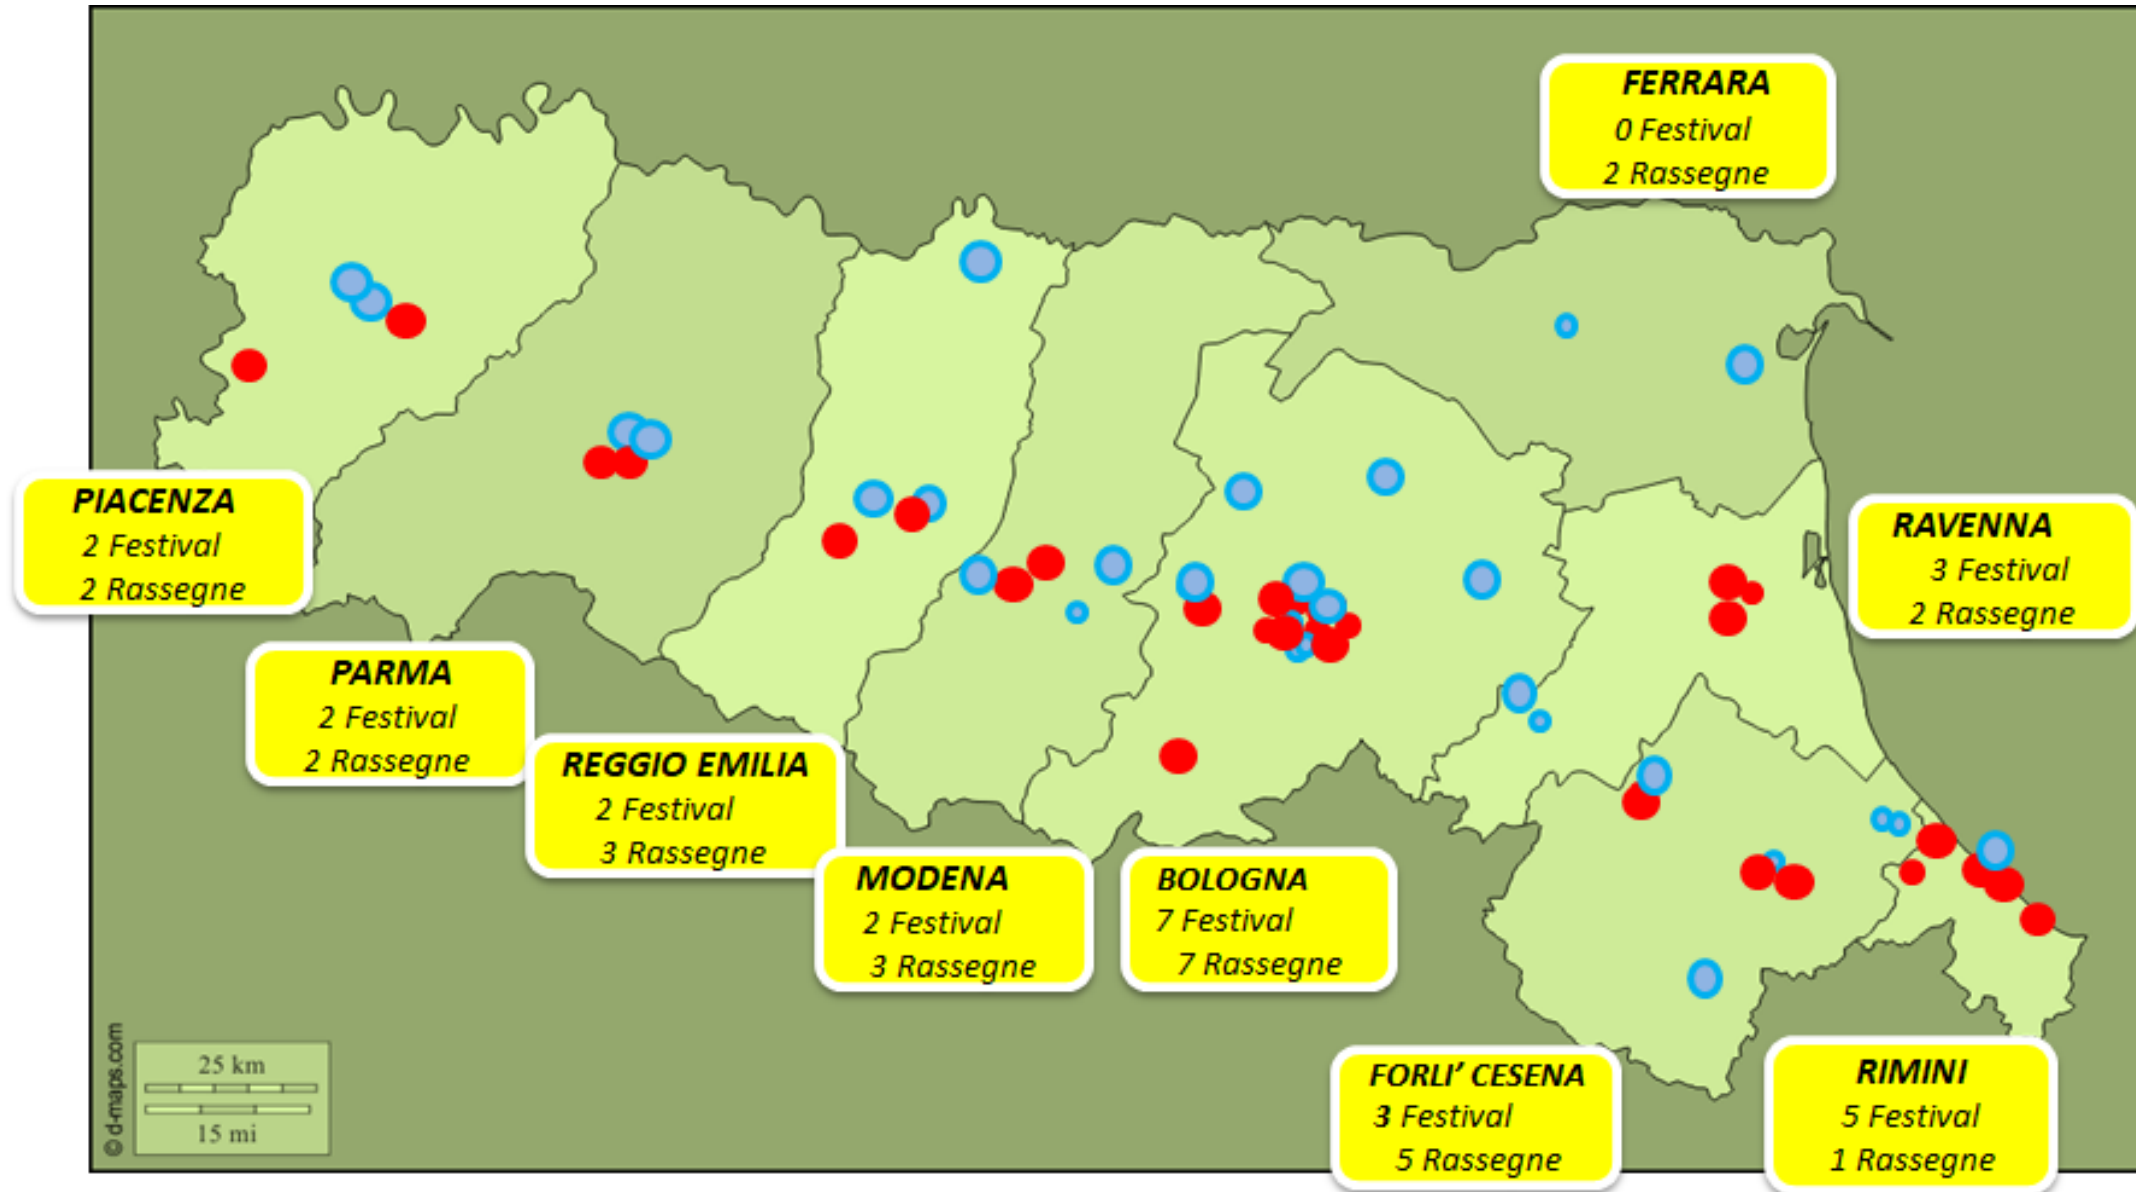 FERRARA
0 Festival
2 Rassegne
PIACENZA
2 Festival
2 Rassegne
RAVENNA
3 Festival
2 Rassegne
PARMA
2 Festival
2 Rassegne
REGGIO EMILIA
2 Festival
3 Rassegne
MODENA
2 Festival
3 Rassegne
BOLOGNA
7 Festival
7 Rassegne
FORLI’ CESENA
3 Festival
5 Rassegne
RIMINI
5 Festival
1 Rassegne
25 km
15 mi
© d-maps.com